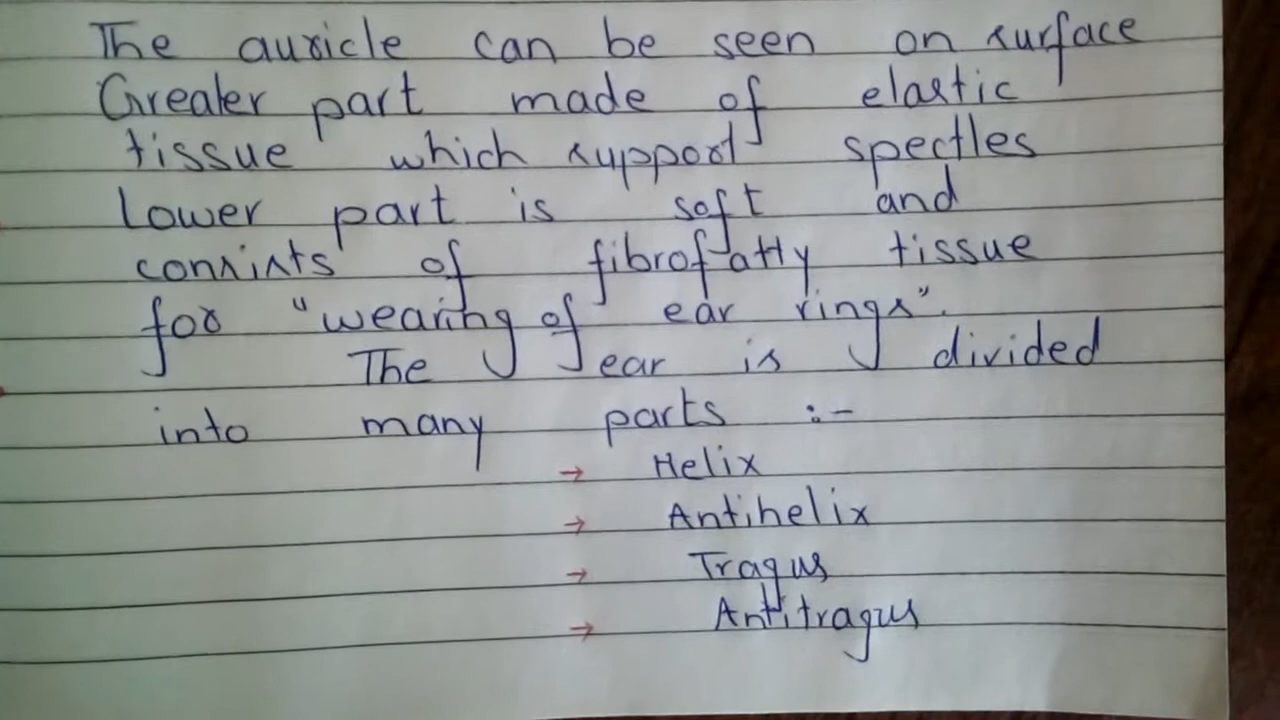 The auricle can be seen on surface
Greater part made of elastic
tissue which support spectles
Lower part is soft and
consists of fibrofatty tissue
for "wearing of ear rings".
The ear is divided
into many parts :-
→ Helix
→ Antihelix
→ Tragus
→ Antitragus